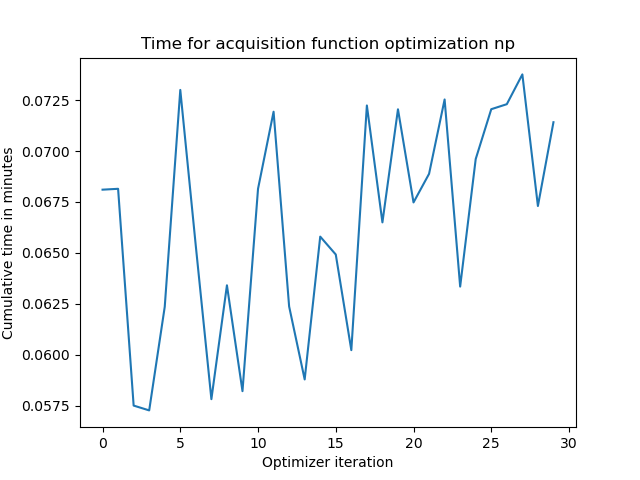 Time for acquisition function optimization np
Cumulative time in minutes
0.0725
0.0700
0.0675
0.0650
0.0625
0.0600
0.0575
0 5 10 15 20 25 30
Optimizer iteration